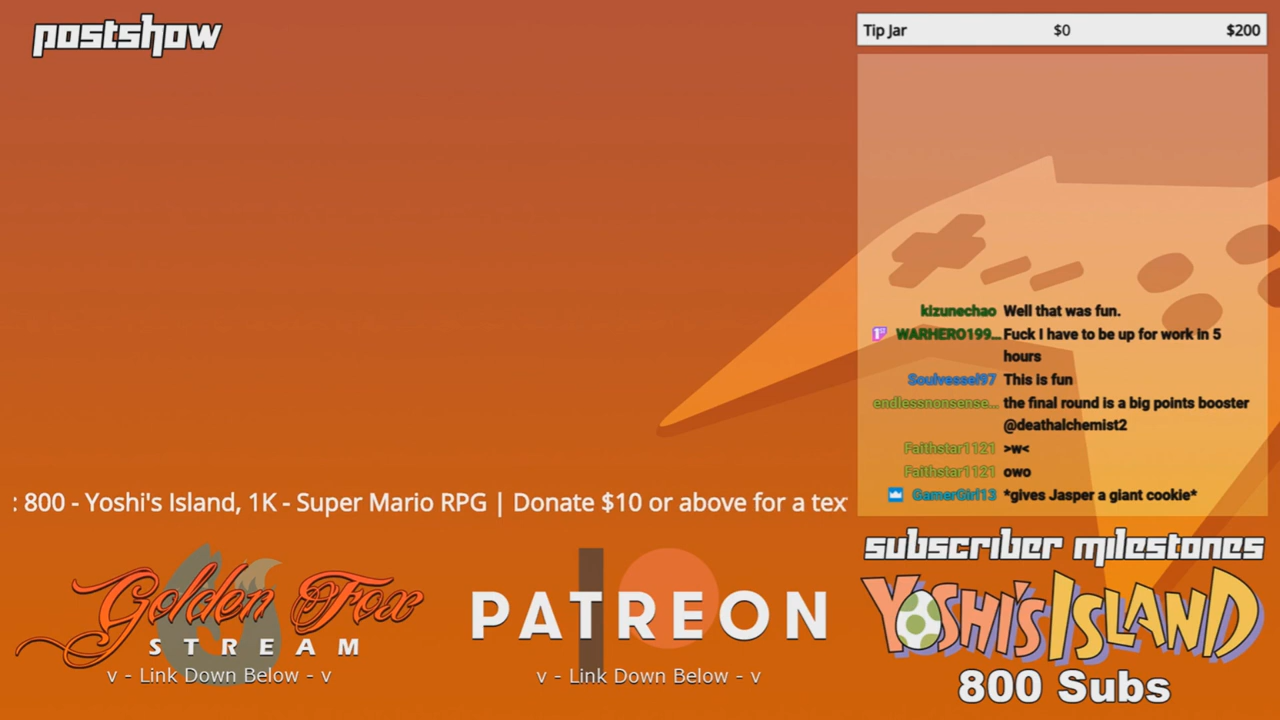 postshow
Tip Jar $0 $200
kizunechao Well that was fun.
WARHERO199... Fuck I have to be up for work in 5
hours
Soulvessel97 This is fun
endlessnonsense... the final round is a big points booster
@deathalchemist2
Faithstar1121 >w<
Faithstar1121 owo
GamerGirl13 *gives Jasper a giant cookie*
: 800 - Yoshi's Island, 1K - Super Mario RPG | Donate $10 or above for a tex
Golden Fox
STREAM
v - Link Down Below - v
PATREON
v - Link Down Below - v
subscriber milestones
YOSHI'S ISLAND
800 Subs